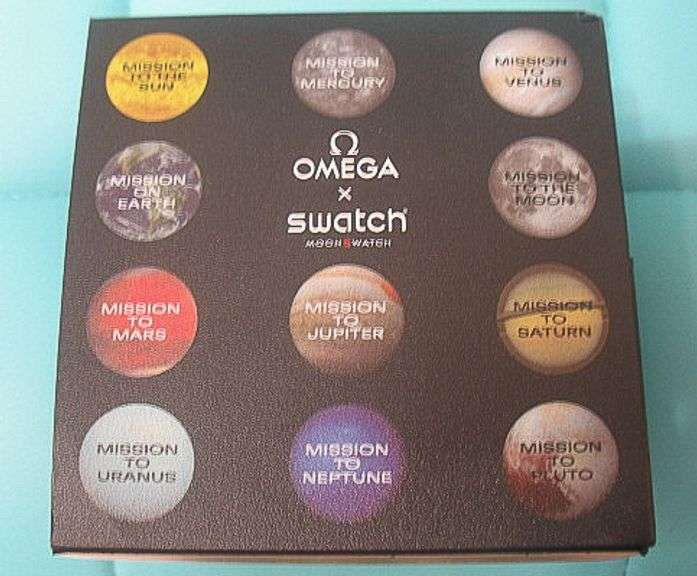 MISSION
TO THE
SUN
MISSION
TO
MERCURY
MISSION
TO
VENUS
MISSION
ON
EARTH
Ω
OMEGA
×
swatch®
MOONSWATCH
MISSION
TO THE
MOON
MISSION
TO
MARS
MISSION
TO
JUPITER
MISSION
TO
SATURN
MISSION
TO
URANUS
MISSION
TO
NEPTUNE
MISSION
TO
PLUTO